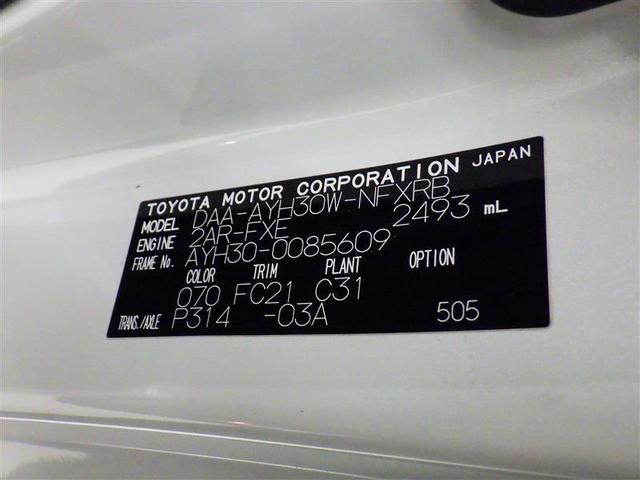 TOYOTA MOTOR CORPORATION JAPAN
MODEL DAA-AYH30W-NFXRB
ENGINE 2AR-FXE 2493 mL
FRAME No. AYH30-0085609
COLOR TRIM PLANT OPTION
070 FC21 C31
TRANS./AXLE P314 -03A 505